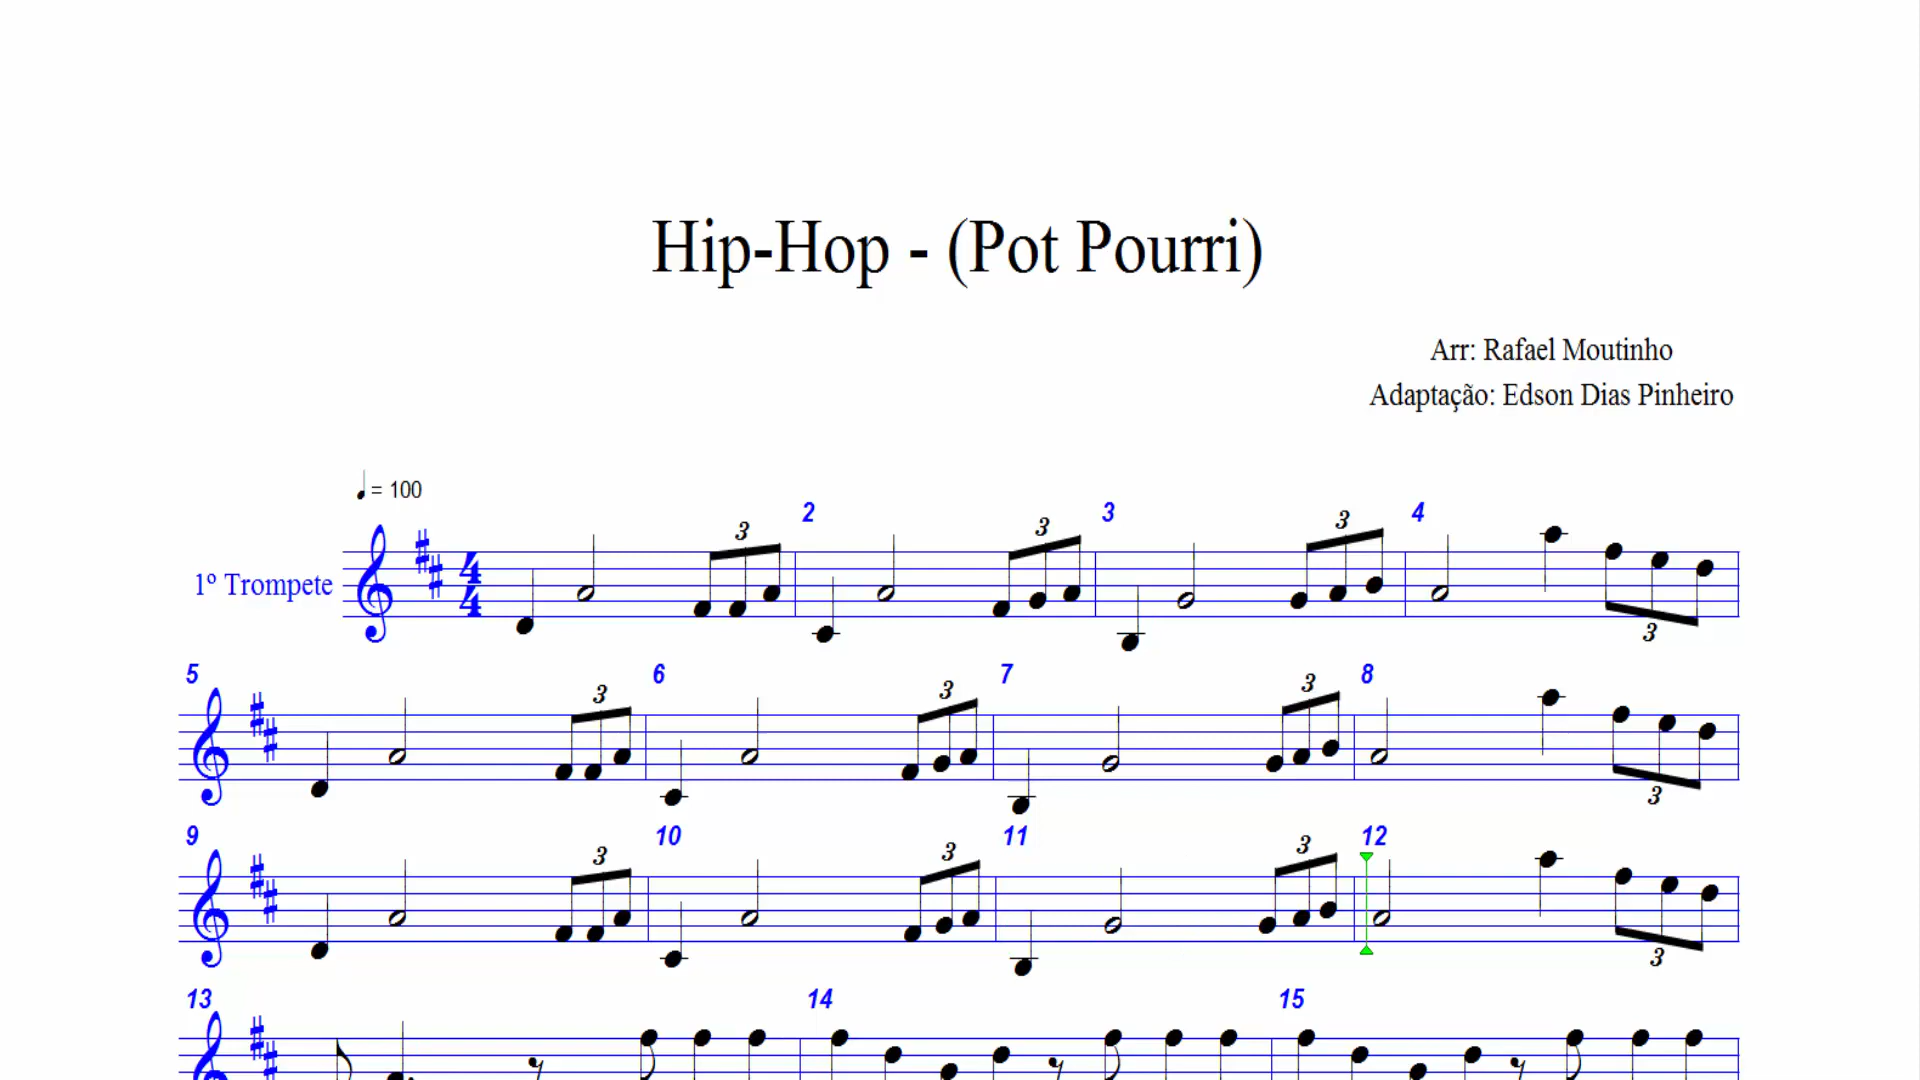 Hip-Hop - (Pot Pourri)
Arr: Rafael Moutinho
Adaptação: Edson Dias Pinheiro
= 100
2 3 4
3 3 3
1º Trompete
4
4
3
5 6 7 8
3 3 3
3
9 10 11 12
3 3 3
3
13 14 15